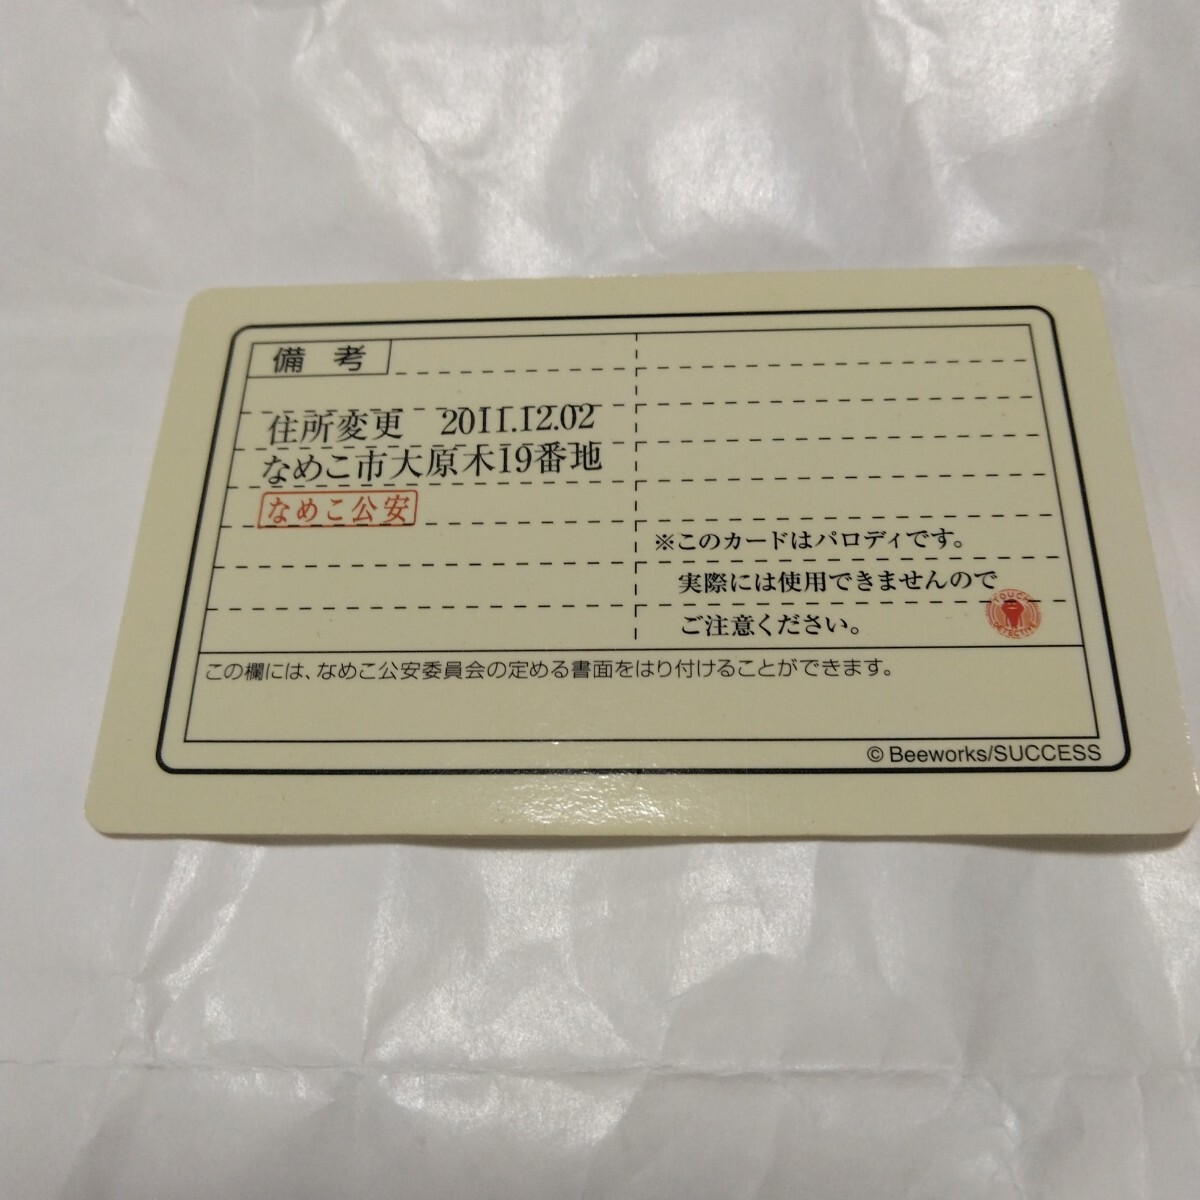 備考
住所変更 2011.12.02
なめこ市大原木19番地
なめこ公安
※このカードはパロディです。
実際には使用できませんので
ご注意ください。
TOUCH DETECTIVE
この欄には、なめこ公安委員会の定める書面をはり付けることができます。
© Beeworks/SUCCESS